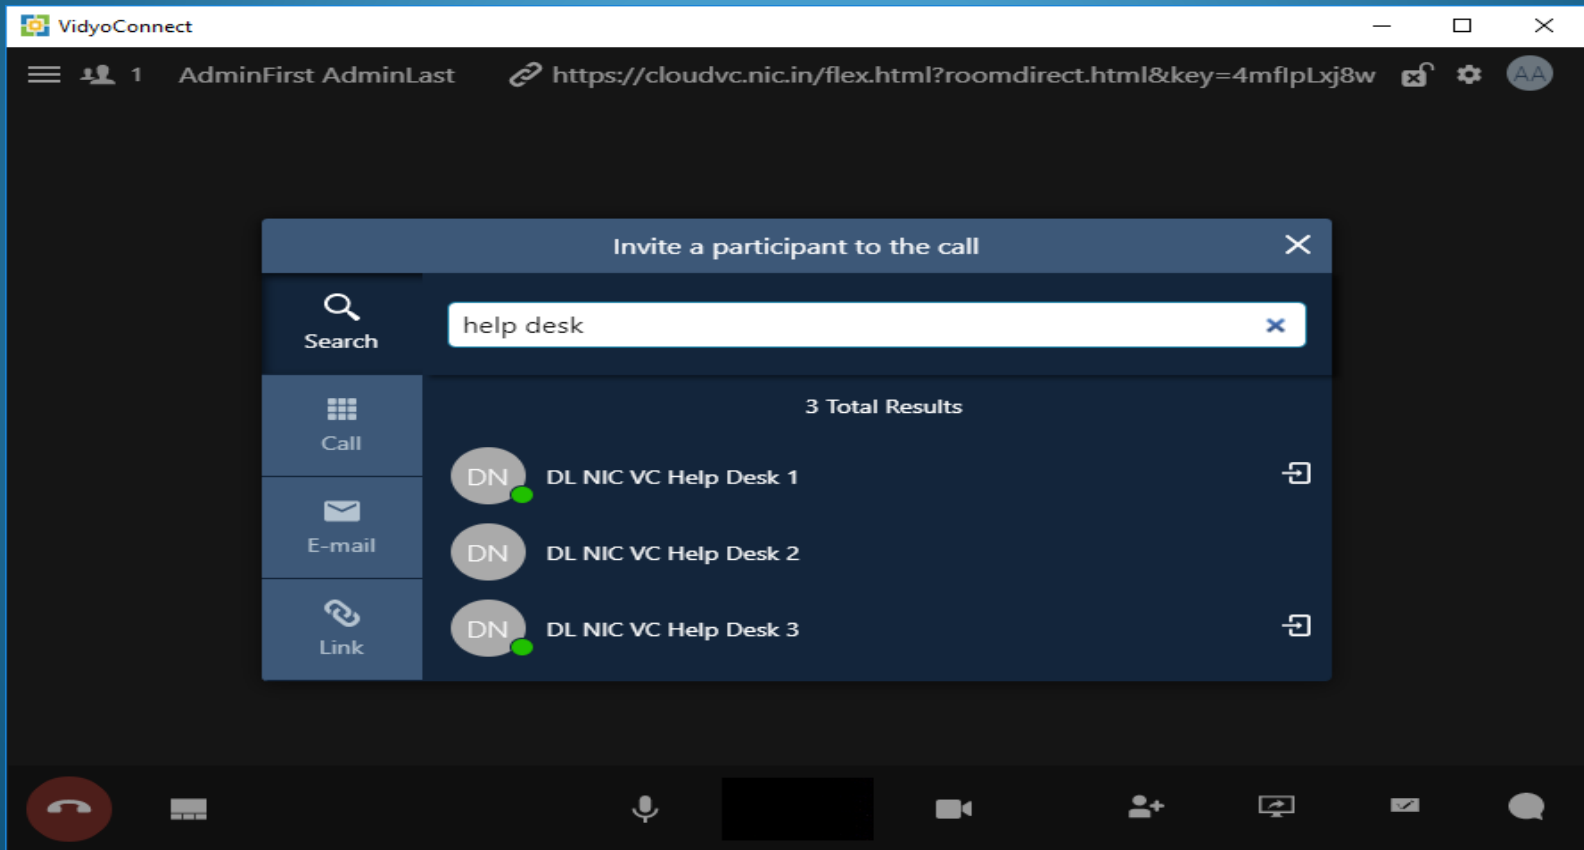 VidyoConnect
1 AdminFirst AdminLast https://cloudvc.nic.in/flex.html?roomdirect.html&key=4mfIpLxj8w AA
Invite a participant to the call
Search
help desk
3 Total Results
Call
DN DL NIC VC Help Desk 1
E-mail
DN DL NIC VC Help Desk 2
DN DL NIC VC Help Desk 3
Link